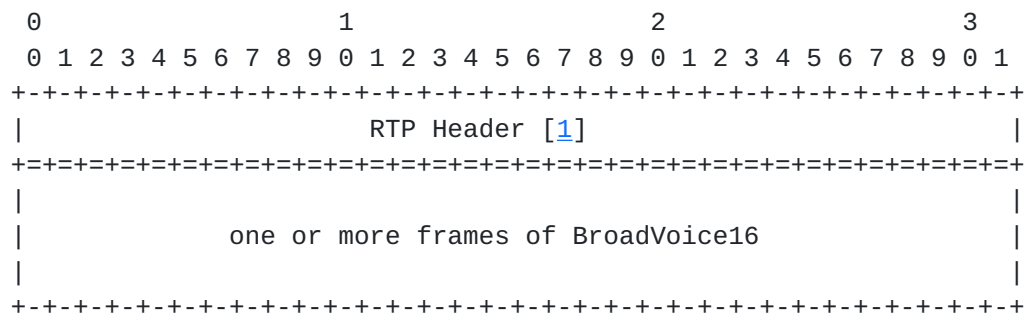 0                   1                   2                   3
 0 1 2 3 4 5 6 7 8 9 0 1 2 3 4 5 6 7 8 9 0 1 2 3 4 5 6 7 8 9 0 1
+-+-+-+-+-+-+-+-+-+-+-+-+-+-+-+-+-+-+-+-+-+-+-+-+-+-+-+-+-+-+-+-+
|                      RTP Header [1]                           |
+=+=+=+=+=+=+=+=+=+=+=+=+=+=+=+=+=+=+=+=+=+=+=+=+=+=+=+=+=+=+=+=+
|                                                               |
|             one or more frames of BroadVoice16                |
|                                                               |
+-+-+-+-+-+-+-+-+-+-+-+-+-+-+-+-+-+-+-+-+-+-+-+-+-+-+-+-+-+-+-+-+